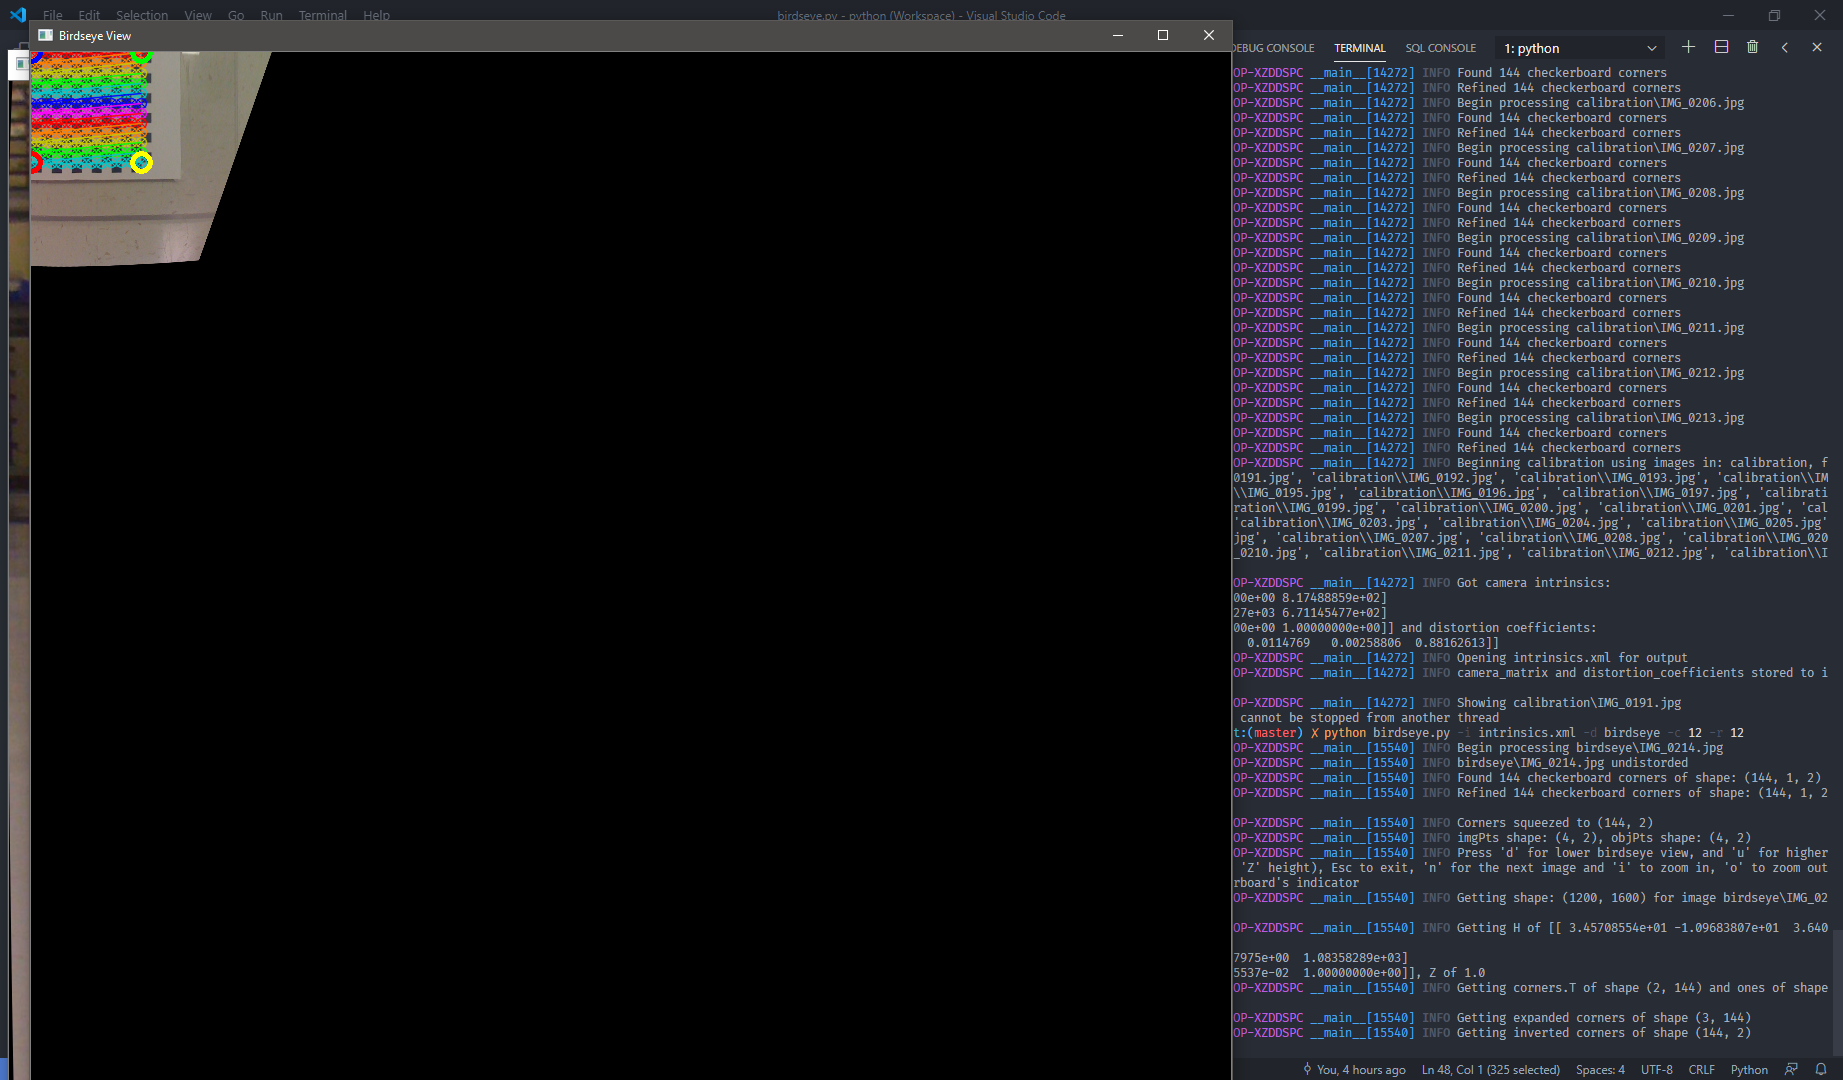 File Edit Selection View Go Run Terminal Help
birdseye.py - python (Workspace) - Visual Studio Code
Birdseye View
DEBUG CONSOLE TERMINAL SQL CONSOLE 1: python
OP-XZDDSPC __main__[14272] INFO Found 144 checkerboard corners
OP-XZDDSPC __main__[14272] INFO Refined 144 checkerboard corners
OP-XZDDSPC __main__[14272] INFO Begin processing calibration\IMG_0206.jpg
OP-XZDDSPC __main__[14272] INFO Found 144 checkerboard corners
OP-XZDDSPC __main__[14272] INFO Refined 144 checkerboard corners
OP-XZDDSPC __main__[14272] INFO Begin processing calibration\IMG_0207.jpg
OP-XZDDSPC __main__[14272] INFO Found 144 checkerboard corners
OP-XZDDSPC __main__[14272] INFO Refined 144 checkerboard corners
OP-XZDDSPC __main__[14272] INFO Begin processing calibration\IMG_0208.jpg
OP-XZDDSPC __main__[14272] INFO Found 144 checkerboard corners
OP-XZDDSPC __main__[14272] INFO Refined 144 checkerboard corners
OP-XZDDSPC __main__[14272] INFO Begin processing calibration\IMG_0209.jpg
OP-XZDDSPC __main__[14272] INFO Found 144 checkerboard corners
OP-XZDDSPC __main__[14272] INFO Refined 144 checkerboard corners
OP-XZDDSPC __main__[14272] INFO Begin processing calibration\IMG_0210.jpg
OP-XZDDSPC __main__[14272] INFO Found 144 checkerboard corners
OP-XZDDSPC __main__[14272] INFO Refined 144 checkerboard corners
OP-XZDDSPC __main__[14272] INFO Begin processing calibration\IMG_0211.jpg
OP-XZDDSPC __main__[14272] INFO Found 144 checkerboard corners
OP-XZDDSPC __main__[14272] INFO Refined 144 checkerboard corners
OP-XZDDSPC __main__[14272] INFO Begin processing calibration\IMG_0212.jpg
OP-XZDDSPC __main__[14272] INFO Found 144 checkerboard corners
OP-XZDDSPC __main__[14272] INFO Refined 144 checkerboard corners
OP-XZDDSPC __main__[14272] INFO Begin processing calibration\IMG_0213.jpg
OP-XZDDSPC __main__[14272] INFO Found 144 checkerboard corners
OP-XZDDSPC __main__[14272] INFO Refined 144 checkerboard corners
OP-XZDDSPC __main__[14272] INFO Beginning calibration using images in: calibration, f
0191.jpg', 'calibration\\IMG_0192.jpg', 'calibration\\IMG_0193.jpg', 'calibration\\IM
\\IMG_0195.jpg', 'calibration\\IMG_0196.jpg', 'calibration\\IMG_0197.jpg', 'calibrati
ration\\IMG_0199.jpg', 'calibration\\IMG_0200.jpg', 'calibration\\IMG_0201.jpg', 'cal
'calibration\\IMG_0203.jpg', 'calibration\\IMG_0204.jpg', 'calibration\\IMG_0205.jpg'
jpg', 'calibration\\IMG_0207.jpg', 'calibration\\IMG_0208.jpg', 'calibration\\IMG_020
_0210.jpg', 'calibration\\IMG_0211.jpg', 'calibration\\IMG_0212.jpg', 'calibration\\I
OP-XZDDSPC __main__[14272] INFO Got camera intrinsics:
00e+00 8.17488859e+02]
27e+03 6.71145477e+02]
00e+00 1.00000000e+00]] and distortion coefficients:
0.0114769 0.00258806 0.88162613]]
OP-XZDDSPC __main__[14272] INFO Opening intrinsics.xml for output
OP-XZDDSPC __main__[14272] INFO camera_matrix and distortion_coefficients stored to i
OP-XZDDSPC __main__[14272] INFO Showing calibration\IMG_0191.jpg
cannot be stopped from another thread
t:(master) ✗ python birdseye.py -i intrinsics.xml -d birdseye -c 12 -r 12
OP-XZDDSPC __main__[15540] INFO Begin processing birdseye\IMG_0214.jpg
OP-XZDDSPC __main__[15540] INFO birdseye\IMG_0214.jpg undistorded
OP-XZDDSPC __main__[15540] INFO Found 144 checkerboard corners of shape: (144, 1, 2)
OP-XZDDSPC __main__[15540] INFO Refined 144 checkerboard corners of shape: (144, 1, 2
OP-XZDDSPC __main__[15540] INFO Corners squeezed to (144, 2)
OP-XZDDSPC __main__[15540] INFO imgPts shape: (4, 2), objPts shape: (4, 2)
OP-XZDDSPC __main__[15540] INFO Press 'd' for lower birdseye view, and 'u' for higher
'Z' height), Esc to exit, 'n' for the next image and 'i' to zoom in, 'o' to zoom out
rboard's indicator
OP-XZDDSPC __main__[15540] INFO Getting shape: (1200, 1600) for image birdseye\IMG_02
OP-XZDDSPC __main__[15540] INFO Getting H of [[ 3.45708554e+01 -1.09683807e+01 3.640
7975e+00 1.08358289e+03]
5537e-02 1.00000000e+00]], Z of 1.0
OP-XZDDSPC __main__[15540] INFO Getting corners.T of shape (2, 144) and ones of shape
OP-XZDDSPC __main__[15540] INFO Getting expanded corners of shape (3, 144)
OP-XZDDSPC __main__[15540] INFO Getting inverted corners of shape (144, 2)
You, 4 hours ago Ln 48, Col 1 (325 selected) Spaces: 4 UTF-8 CRLF Python